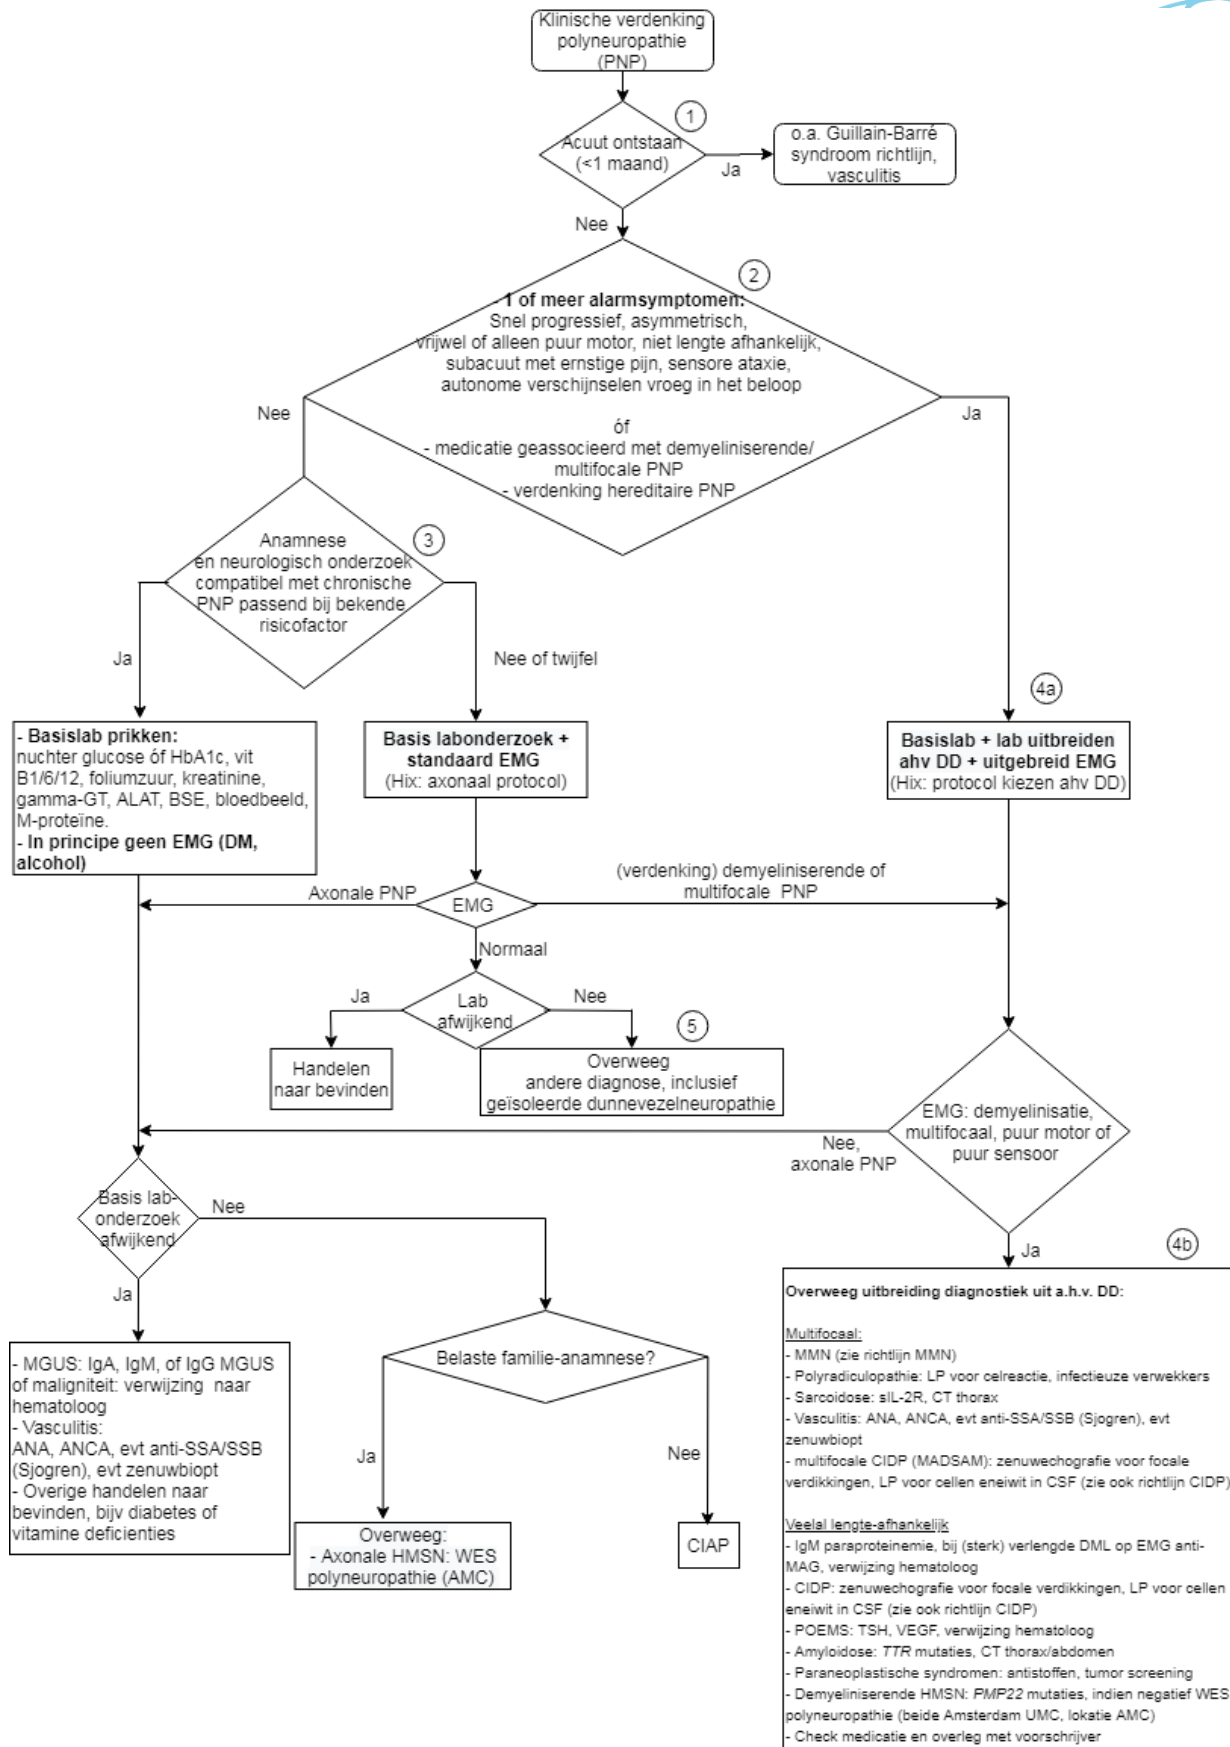 Klinische verdenking
polyneuropathie
(PNP)
1
Acuut ontstaan
(<1 maand)
Ja
o.a. Guillain-Barré
syndroom richtlijn,
vasculitis
Nee
2
- 1 of meer alarmsymptomen:
Snel progressief, asymmetrisch,
vrijwel of alleen puur motor, niet lengte afhankelijk,
subacuut met ernstige pijn, sensore ataxie,
autonome verschijnselen vroeg in het beloop
óf
- medicatie geassocieerd met demyeliniserende/
multifocale PNP
- verdenking hereditaire PNP
Nee
Ja
3
Anamnese
en neurologisch onderzoek
compatibel met chronische
PNP passend bij bekende
risicofactor
Ja
Nee of twijfel
4a
- Basislab prikken:
nuchter glucose óf HbA1c, vit
B1/6/12, foliumzuur, kreatinine,
gamma-GT, ALAT, BSE, bloedbeeld,
M-proteïne.
- In principe geen EMG (DM,
alcohol)
Basis labonderzoek +
standaard EMG
(Hix: axonaal protocol)
Basislab + lab uitbreiden
ahv DD + uitgebreid EMG
(Hix: protocol kiezen ahv DD)
Axonale PNP
EMG
(verdenking) demyeliniserende of
multifocale PNP
Normaal
Ja
Lab
afwijkend
Nee
5
Handelen
naar bevinden
Overweeg
andere diagnose, inclusief
geïsoleerde dunnevezelneuropathie
EMG: demyelinisatie,
multifocaal, puur motor of
puur sensoor
Nee,
axonale PNP
Ja
Basis lab-
onderzoek
afwijkend
Nee
Ja
4b
- MGUS: IgA, IgM, of IgG MGUS
of maligniteit: verwijzing naar
hematoloog
- Vasculitis:
ANA, ANCA, evt anti-SSA/SSB
(Sjogren), evt zenuwbiopt
- Overige handelen naar
bevinden, bijv diabetes of
vitamine deficienties
Belaste familie-anamnese?
Ja
Nee
Overweeg:
- Axonale HMSN: WES
polyneuropathie (AMC)
CIAP
Overweeg uitbreiding diagnostiek uit a.h.v. DD:
Multifocaal:
- MMN (zie richtlijn MMN)
- Polyradiculopathie: LP voor celreactie, infectieuze verwekkers
- Sarcoidose: sIL-2R, CT thorax
- Vasculitis: ANA, ANCA, evt anti-SSA/SSB (Sjogren), evt
zenuwbiopt
- multifocale CIDP (MADSAM): zenuwechografie voor focale
verdikkingen, LP voor cellen eneiwit in CSF (zie ook richtlijn CIDP)
Veelal lengte-afhankelijk
- IgM paraproteinemie, bij (sterk) verlengde DML op EMG anti-
MAG, verwijzing hematoloog
- CIDP: zenuwechografie voor focale verdikkingen, LP voor cellen
eneiwit in CSF (zie ook richtlijn CIDP)
- POEMS: TSH, VEGF, verwijzing hematoloog
- Amyloidose: TTR mutaties, CT thorax/abdomen
- Paraneoplastische syndromen: antistoffen, tumor screening
- Demyeliniserende HMSN: PMP22 mutaties, indien negatief WES
polyneuropathie (beide Amsterdam UMC, lokatie AMC)
- Check medicatie en overleg met voorschrijver